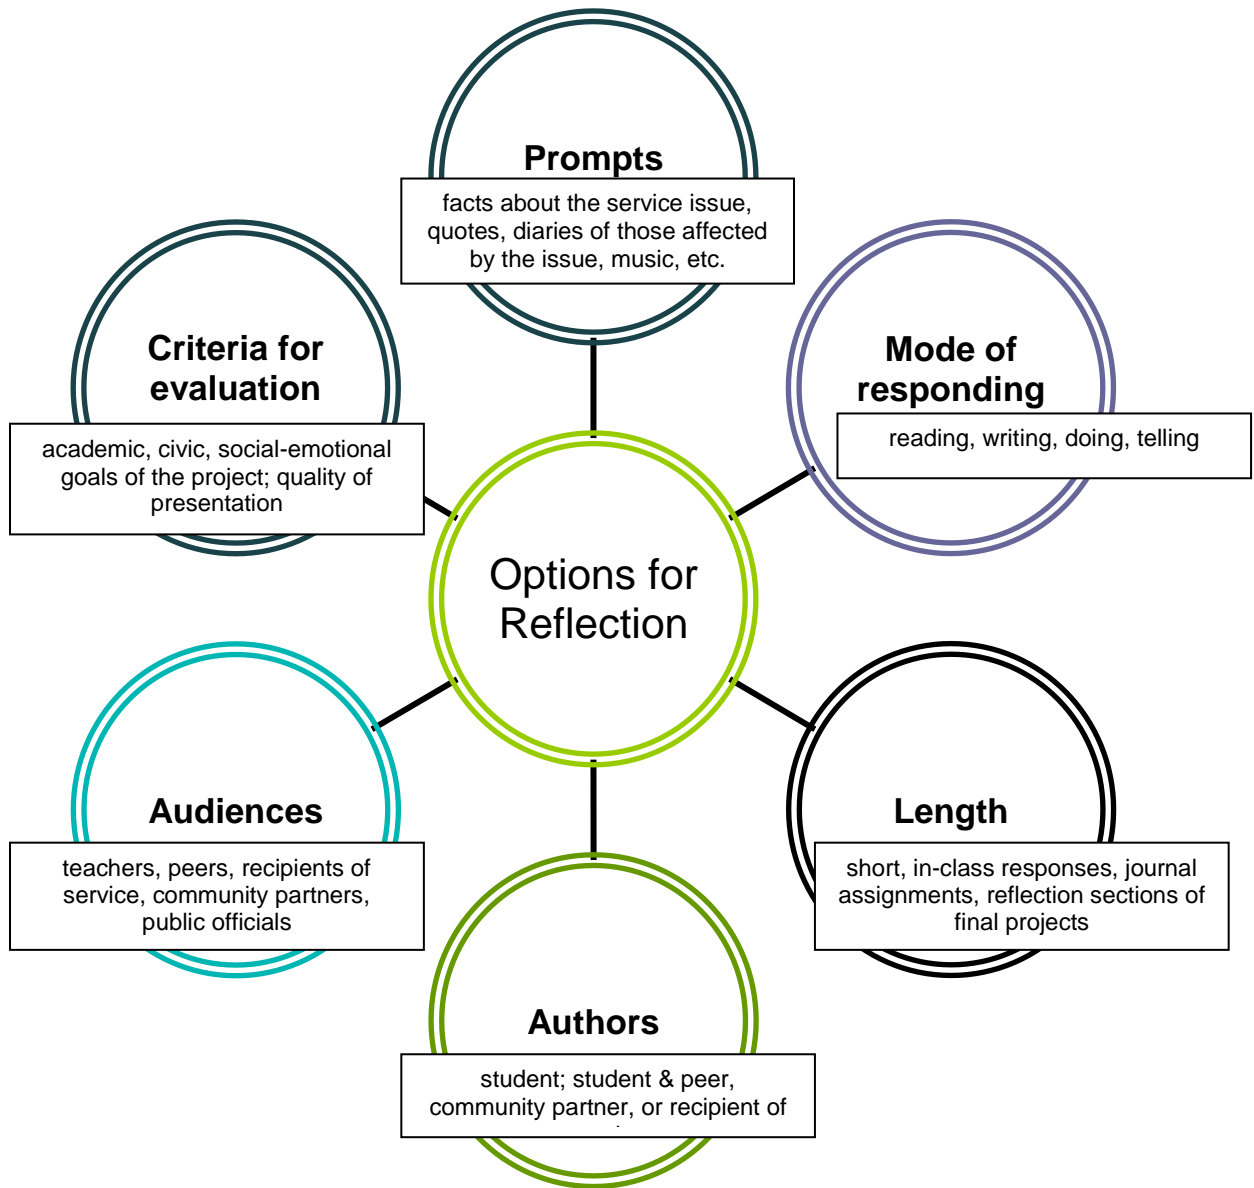 Prompts
facts about the service issue,
quotes, diaries of those affected
by the issue, music, etc.
Mode of
responding
reading, writing, doing, telling
Length
short, in-class responses, journal
assignments, reflection sections of
final projects
Authors
student; student & peer,
community partner, or recipient of
Audiences
teachers, peers, recipients of
service, community partners,
public officials
Criteria for
evaluation
academic, civic, social-emotional
goals of the project; quality of
presentation
Options for
Reflection